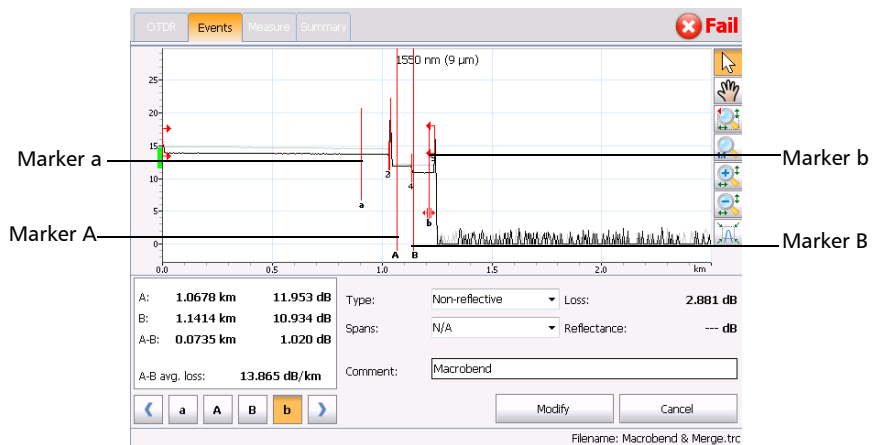 OTDR Events Measure Summary Fail
1550 nm (9 µm)
25
20
15
10
5
0
3
4
a
b
A B
0.0 0.5 1.0 1.5 2.0 km
Marker a
Marker b
Marker A
Marker B
A: 1.0678 km 11.953 dB
B: 1.1414 km 10.934 dB
A-B: 0.0735 km 1.020 dB
A-B avg. loss: 13.865 dB/km
a A B b
Type: Non-reflective Loss: 2.881 dB
Spans: N/A Reflectance: --- dB
Comment: Macrobend
Modify Cancel
Filename: Macrobend & Merge.trc